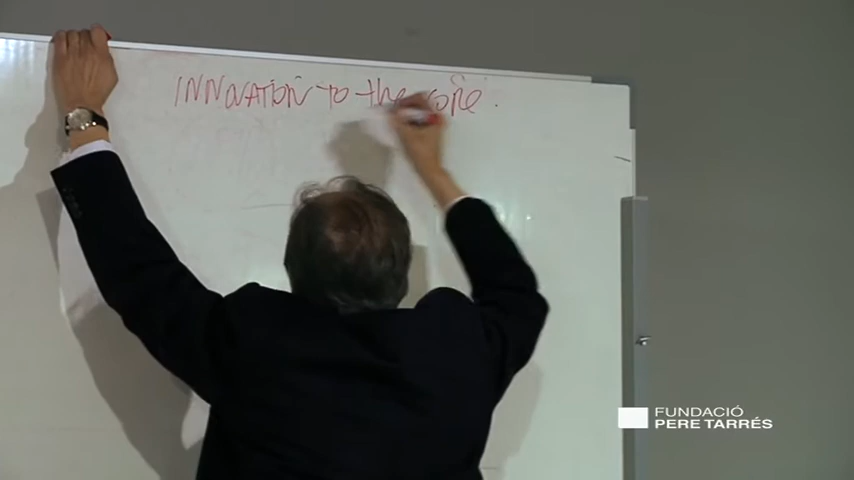 INNOVATION TO the core.
FUNDACIÓ
PERE TARRÉS